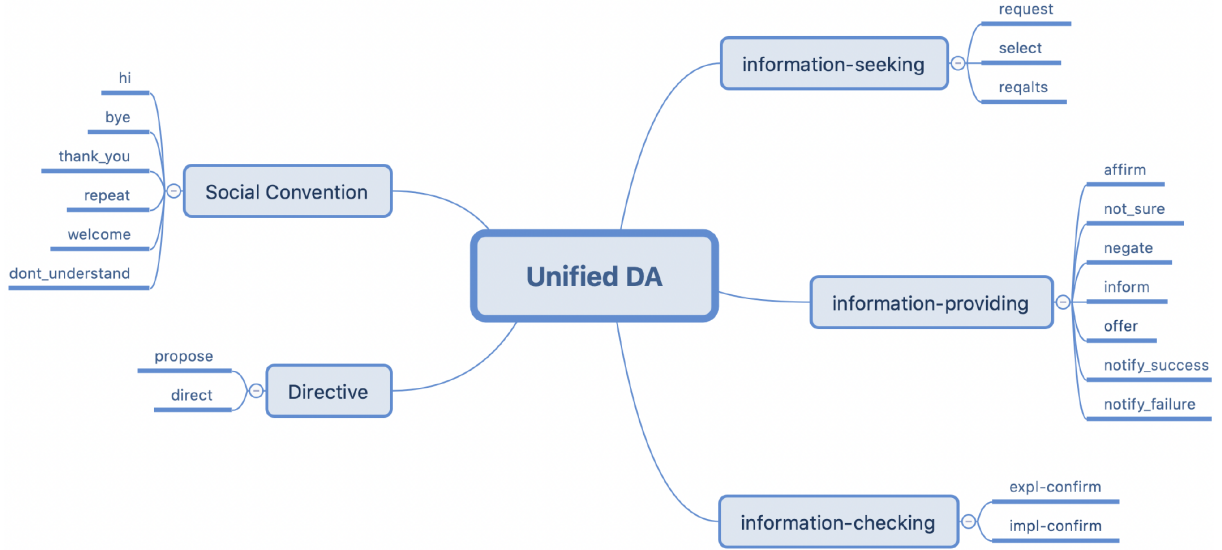 Unified DA
Social Convention
hi
bye
thank_you
repeat
welcome
dont_understand
Directive
propose
direct
information-seeking
request
select
reqalts
information-providing
affirm
not_sure
negate
inform
offer
notify_success
notify_failure
information-checking
expl-confirm
impl-confirm